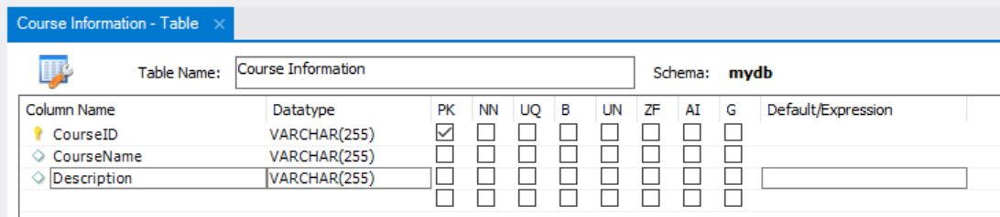 Course Information - Table ×
Table Name: Course Information Schema: mydb
Column Name Datatype PK NN UQ B UN ZF AI G Default/Expression
CourseID VARCHAR(255)
CourseName VARCHAR(255)
Description VARCHAR(255)